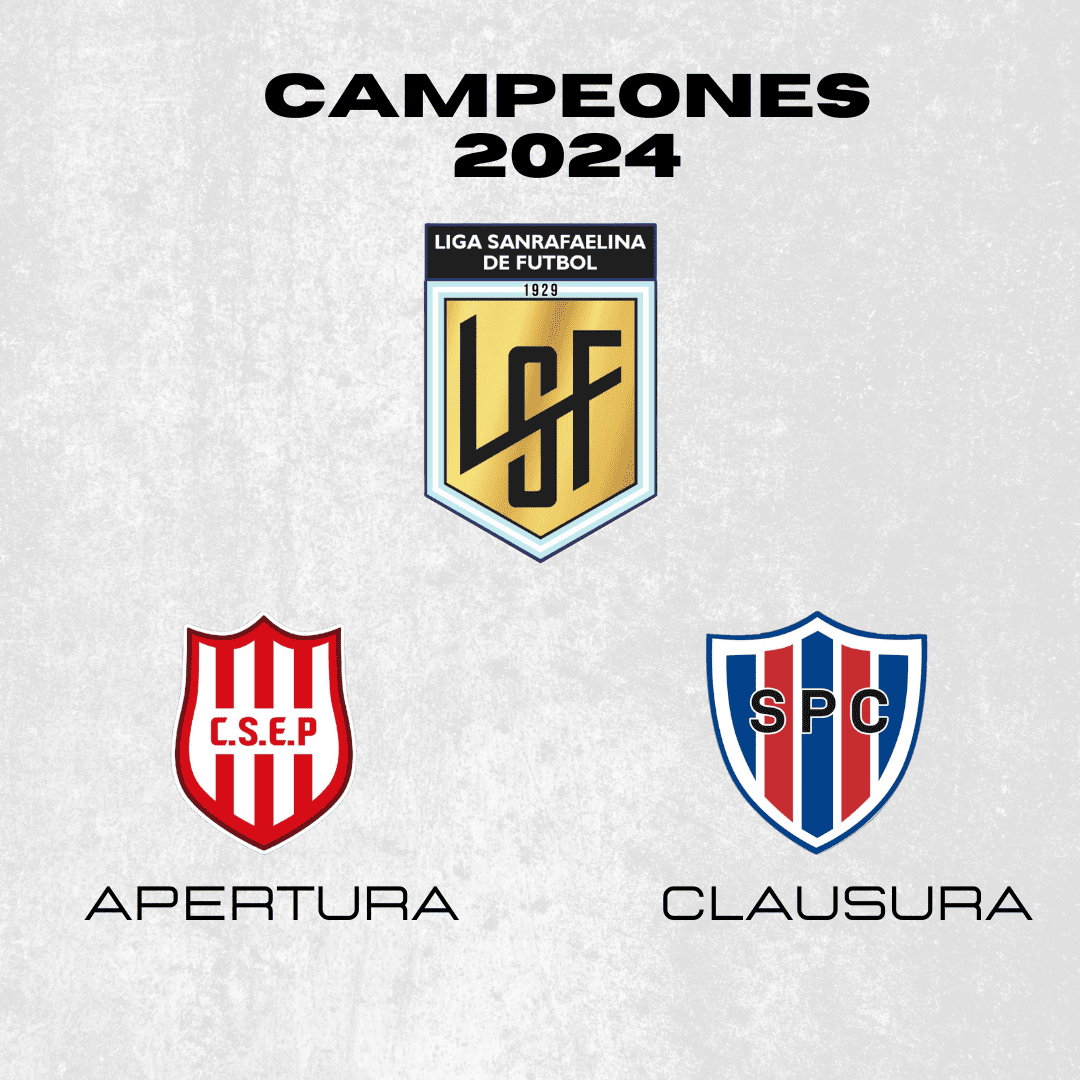 CAMPEONES
2024
LIGA SANRAFAELINA
DE FUTBOL
1929
LSF
C.S.E.P
SPC
APERTURA
CLAUSURA